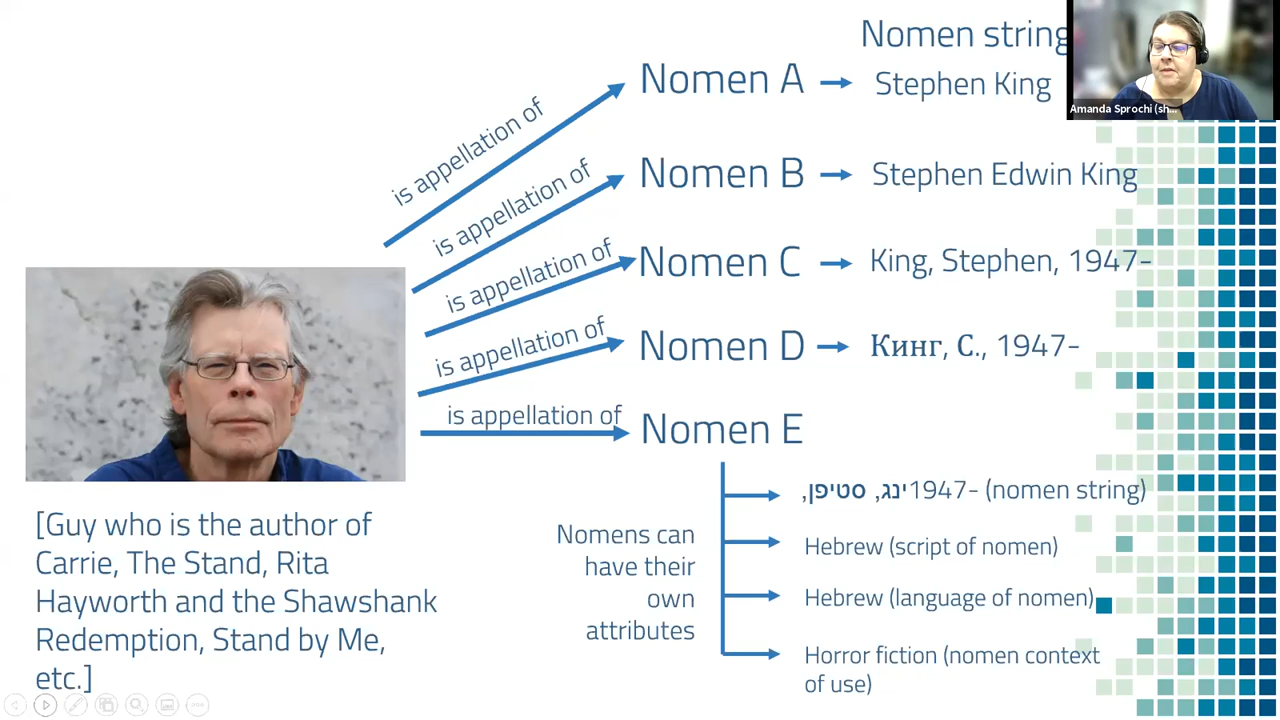 Nomen string
Amanda Sprochi (sh...
is appellation of
Nomen A
Stephen King
is appellation of
Nomen B
Stephen Edwin King
is appellation of
Nomen C
King, Stephen, 1947-
is appellation of
Nomen D
Кинг, С., 1947-
is appellation of
Nomen E
ינג, סטיפן, 1947- (nomen string)
Nomens can
have their
own
attributes
Hebrew (script of nomen)
Hebrew (language of nomen)
Horror fiction (nomen context
of use)
[Guy who is the author of
Carrie, The Stand, Rita
Hayworth and the Shawshank
Redemption, Stand by Me,
etc.]